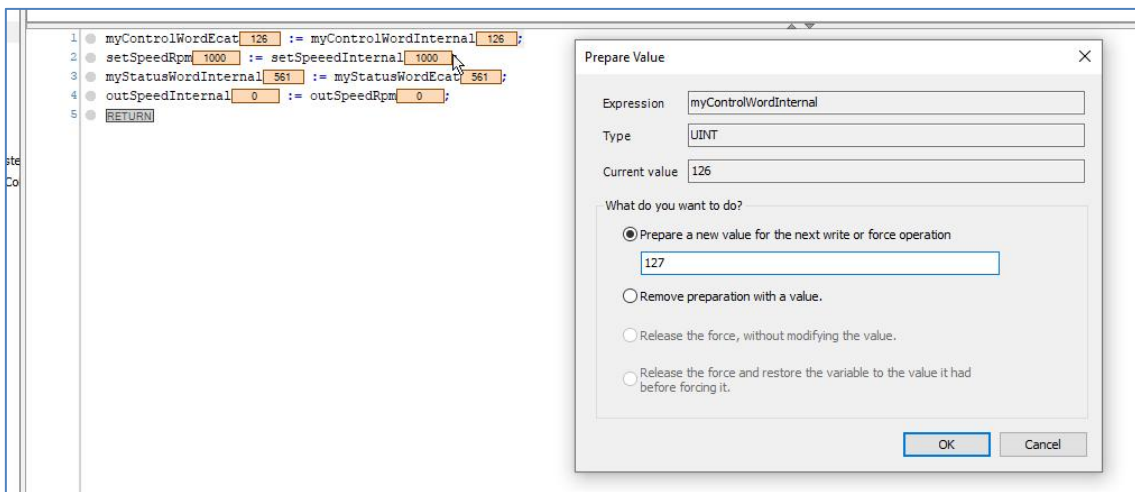 1 myControlWordEcat 126 := myControlWordInternal 126 ;
2 setSpeedRpm 1000 := setSpeeedInternal 1000
3 myStatusWordInternal 561 := myStatusWordEcat 561 ;
4 outSpeedInternal 0 := outSpeedRpm 0 ;
5 RETURN
ste
Co
Prepare Value
Expression myControlWordInternal
Type UINT
Current value 126
What do you want to do?
Prepare a new value for the next write or force operation
127
Remove preparation with a value.
Release the force, without modifying the value.
Release the force and restore the variable to the value it had
before forcing it.
OK Cancel